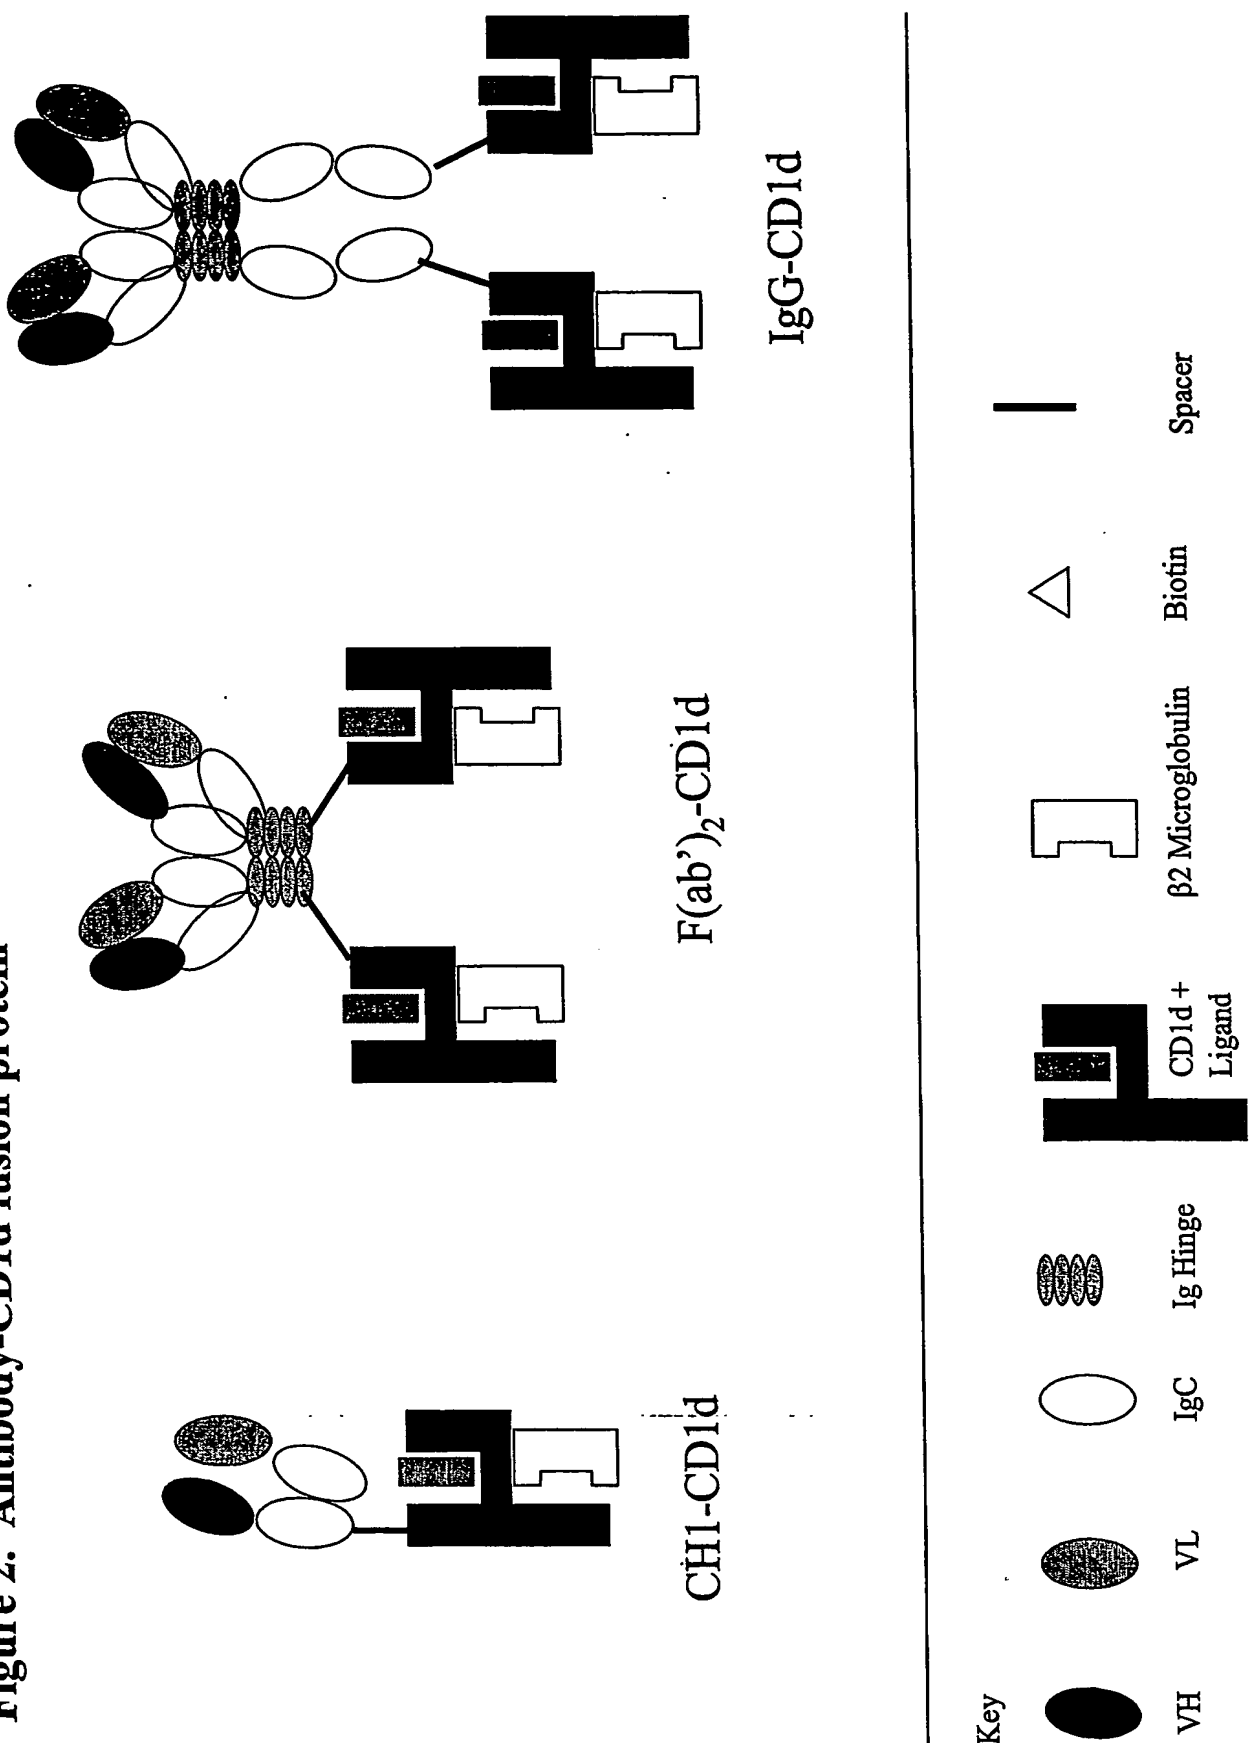 Figure 2. Antibody-CD1d fusion protein
CH1-CD1d
F(ab')2-CD1d
IgG-CD1d
Key
VH
VL
IgC
Ig Hinge
CD1d +
Ligand
β2 Microglobulin
Biotin
Spacer